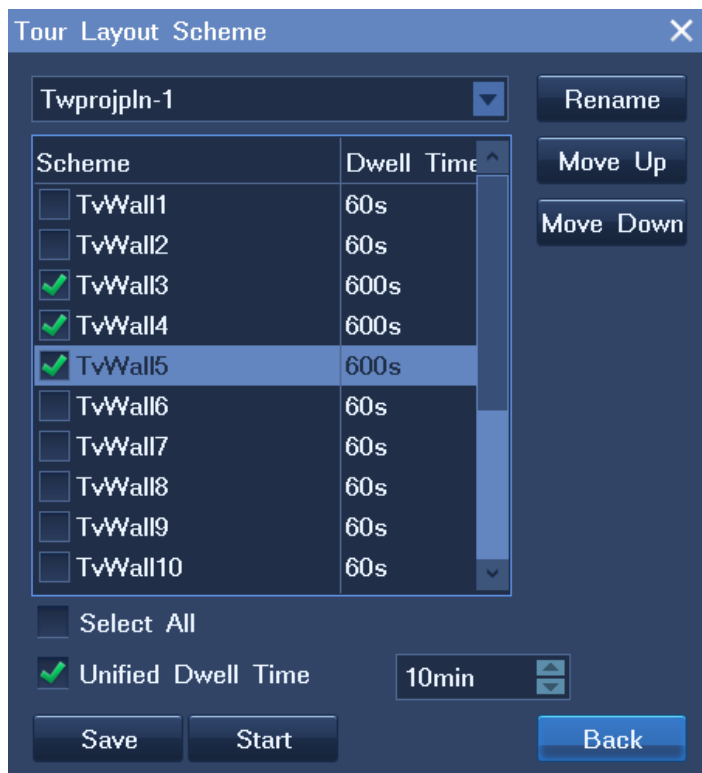 Tour Layout Scheme
Twprojpln-1
Rename
Scheme Dwell Time
Move Up
TvWall1 60s
Move Down
TvWall2 60s
TvWall3 600s
TvWall4 600s
TvWall5 600s
TvWall6 60s
TvWall7 60s
TvWall8 60s
TvWall9 60s
TvWall10 60s
Select All
Unified Dwell Time 10min
Save Start Back